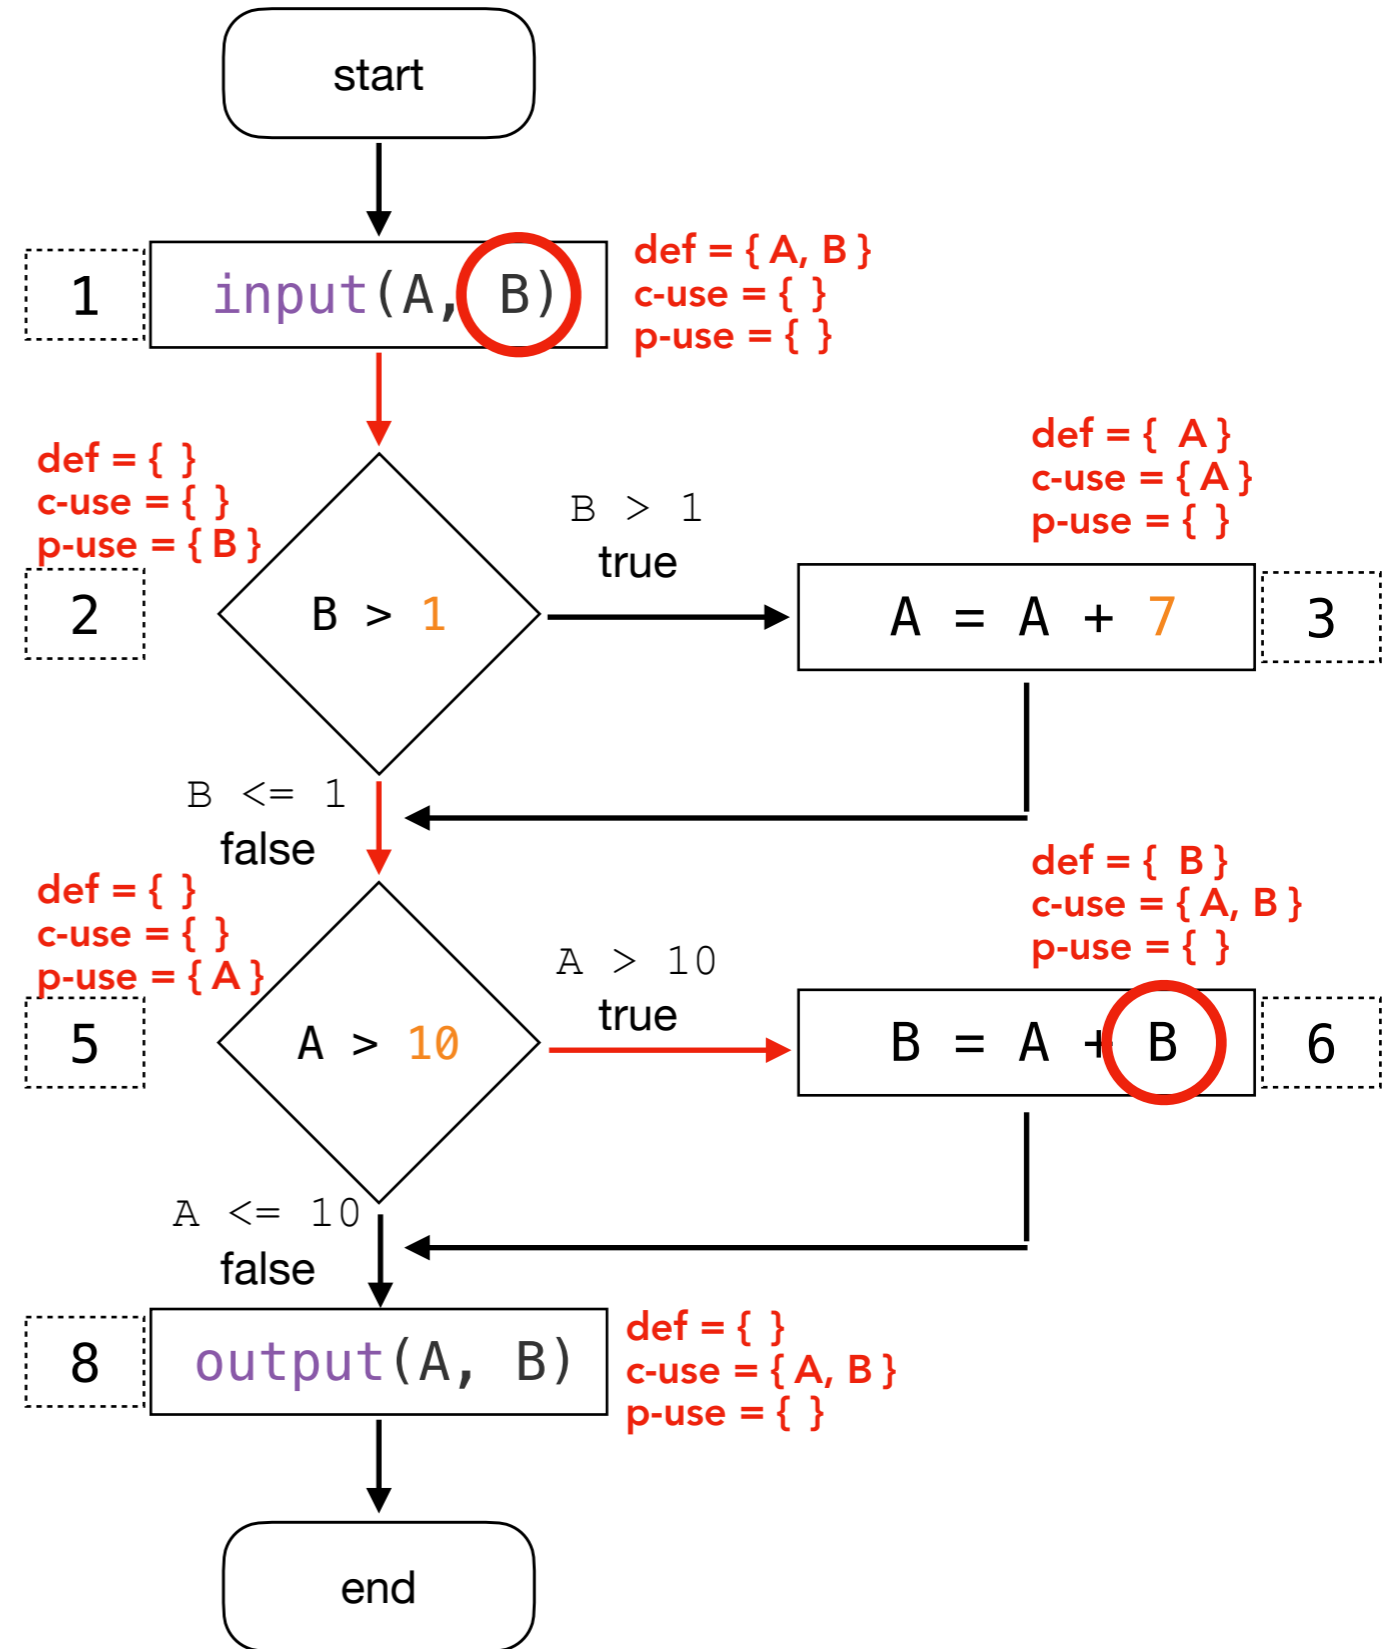 start
1
input(A, B)
def = { A, B }
c-use = { }
p-use = { }
def = { }
c-use = { }
p-use = { B }
2
B > 1
B > 1
true
def = { A }
c-use = { A }
p-use = { }
A = A + 7
3
B <= 1
false
def = { }
c-use = { }
p-use = { A }
5
A > 10
A > 10
true
def = { B }
c-use = { A, B }
p-use = { }
B = A + B
6
A <= 10
false
8
output(A, B)
def = { }
c-use = { A, B }
p-use = { }
end